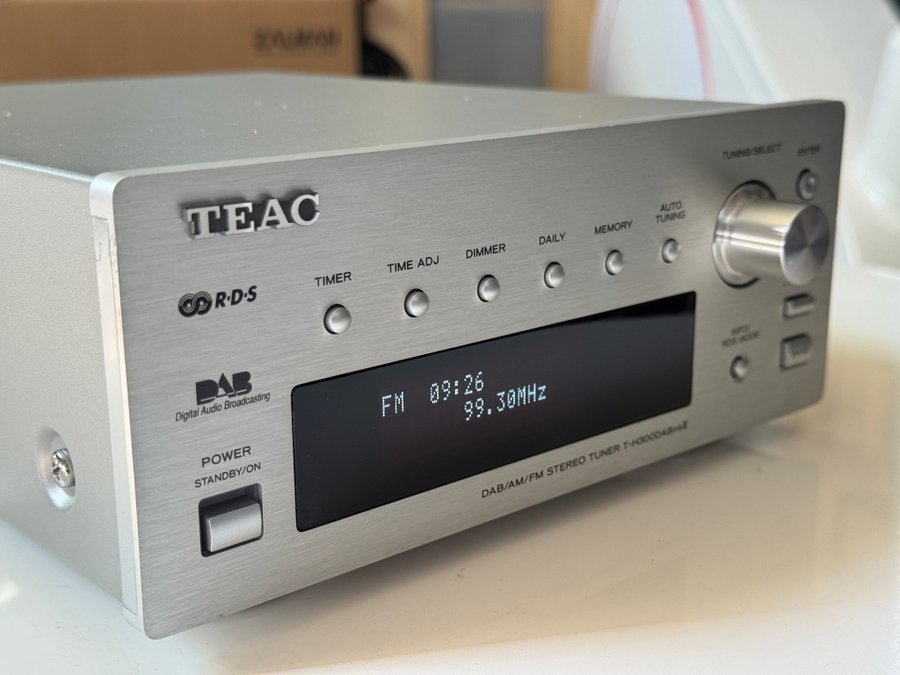 TEAC
TUNING/SELECT
ENTER
AUTO
TUNING
MEMORY
DAILY
DIMMER
TIME ADJ
TIMER
R·D·S
INFO/
RDS MODE
DAB
Digital Audio Broadcasting
FM 09:26
99.30MHz
POWER
STANDBY/ON
DAB/AM/FM STEREO TUNER T-H300DABmkII